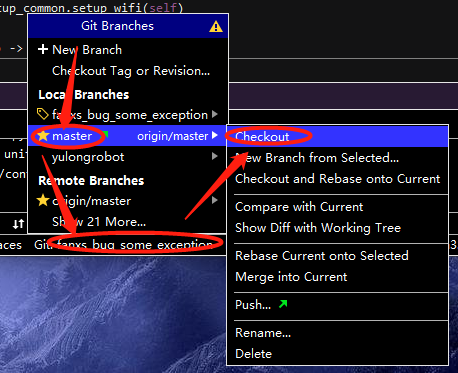 tup_common.setup_wifi(self)
Git Branches
->
New Branch
Checkout Tag or Revision...
Local Branches
fanxs_bug_some_exception
master origin/master
yulongrobot
Remote Branches
origin/master
Show 21 More...
unit
/con
aces Git: fanxs_bug_some_exception
Checkout
New Branch from Selected...
Checkout and Rebase onto Current
Compare with Current
Show Diff with Working Tree
Rebase Current onto Selected
Merge into Current
Push...
Rename...
Delete